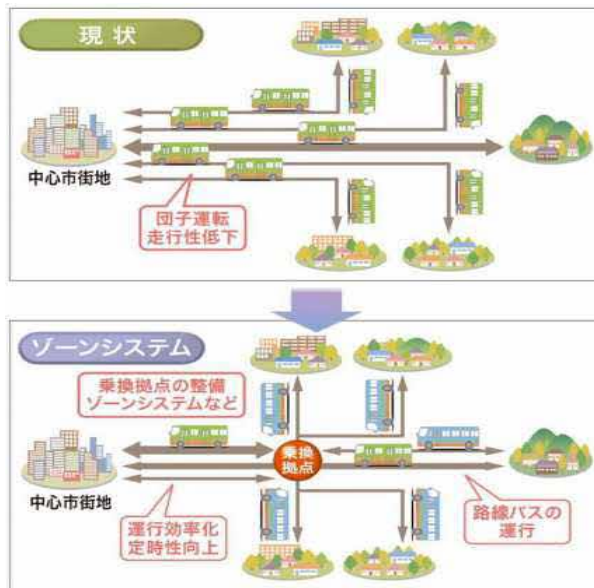 現状
中心市街地
団子運転
走行性低下
ゾーンシステム
乗換拠点の整備
ゾーンシステムなど
中心市街地
乗換
拠点
運行効率化
定時性向上
路線バスの
運行